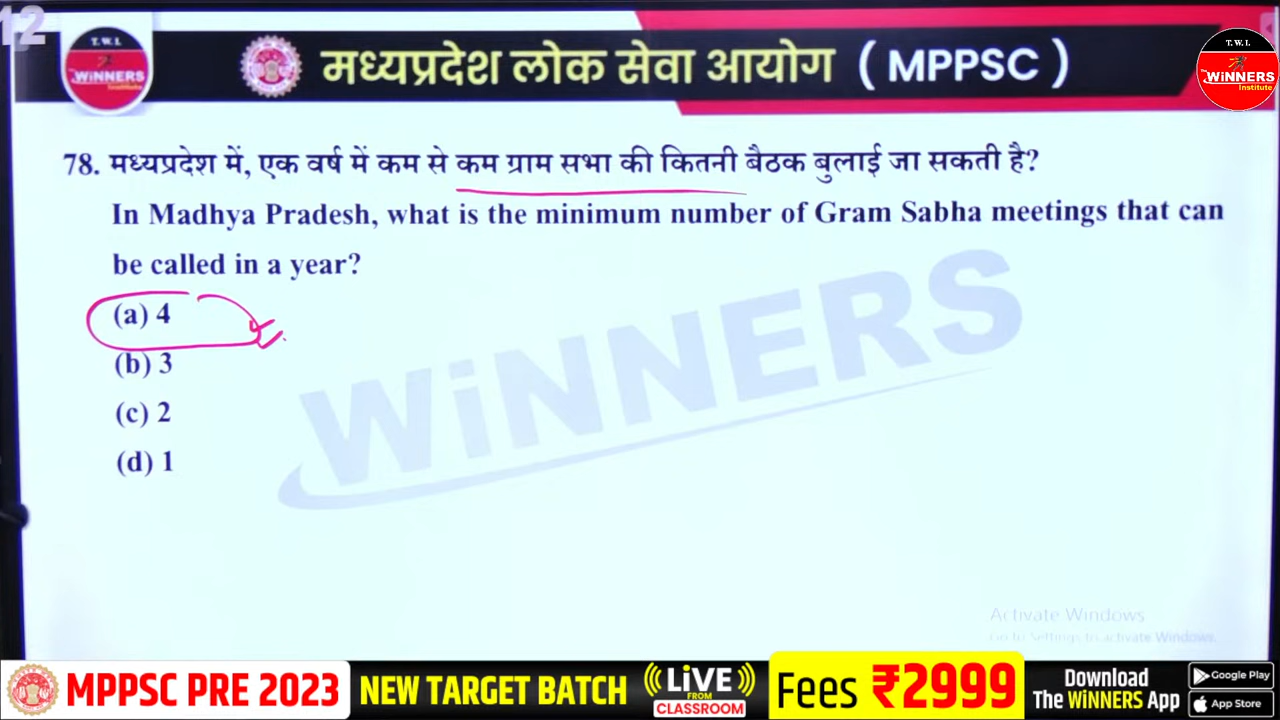 12
T.W.I.
WiNNERS
Institute
मध्यप्रदेश लोक सेवा आयोग ( MPPSC )
T.W.I.
The WiNNERS
Institute
78. मध्यप्रदेश में, एक वर्ष में कम से कम ग्राम सभा की कितनी बैठक बुलाई जा सकती है?
In Madhya Pradesh, what is the minimum number of Gram Sabha meetings that can
be called in a year?
(a) 4
(b) 3
(c) 2
(d) 1
WiNNERS
Activate Windows
Go to Settings to activate Windows.
MPPSC PRE 2023
NEW TARGET BATCH
LiVE
FROM
CLASSROOM
Fees ₹2999
Download
The WiNNERS App
Google Play
App Store